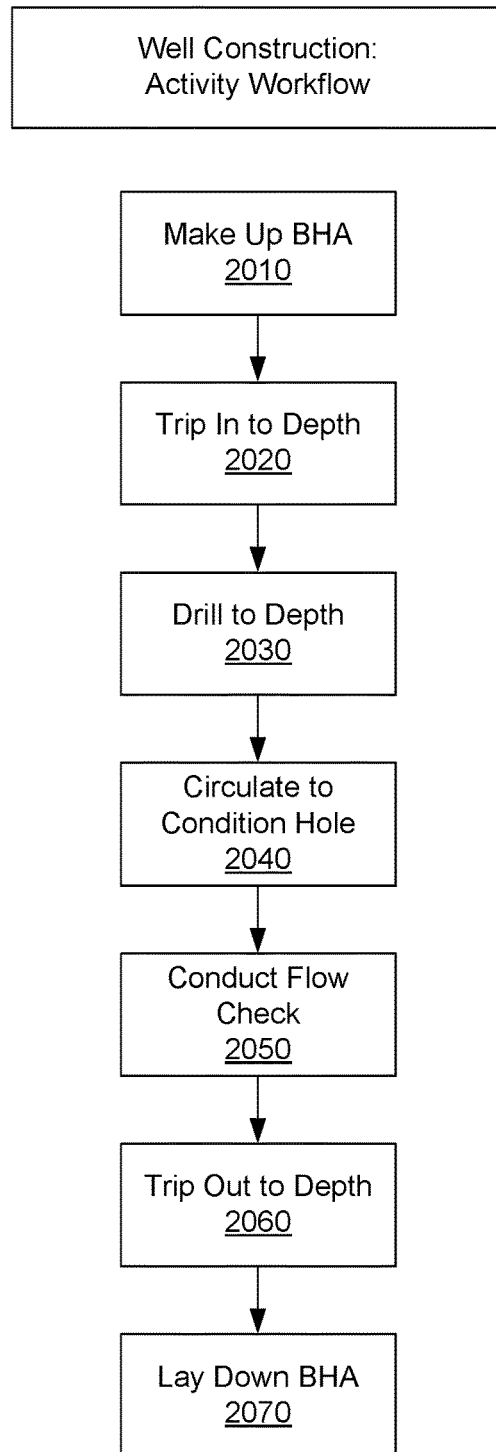 Well Construction:
Activity Workflow
Make Up BHA
2010
Trip In to Depth
2020
Drill to Depth
2030
Circulate to
Condition Hole
2040
Conduct Flow
Check
2050
Trip Out to Depth
2060
Lay Down BHA
2070